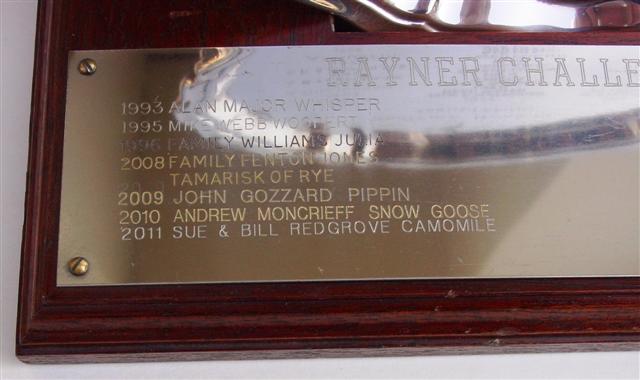 RAYNER CHALLE
1993 ALAN MAJOR WHISPER
1995 MIKE WEBB
1996 FAMILY WILLIAMS JULIA
2008 FAMILY FENTON JONES
TAMARISK OF RYE
2009 JOHN GOZZARD PIPPIN
2010 ANDREW MONCRIEFF SNOW GOOSE
2011 SUE & BILL REDGROVE CAMOMILE